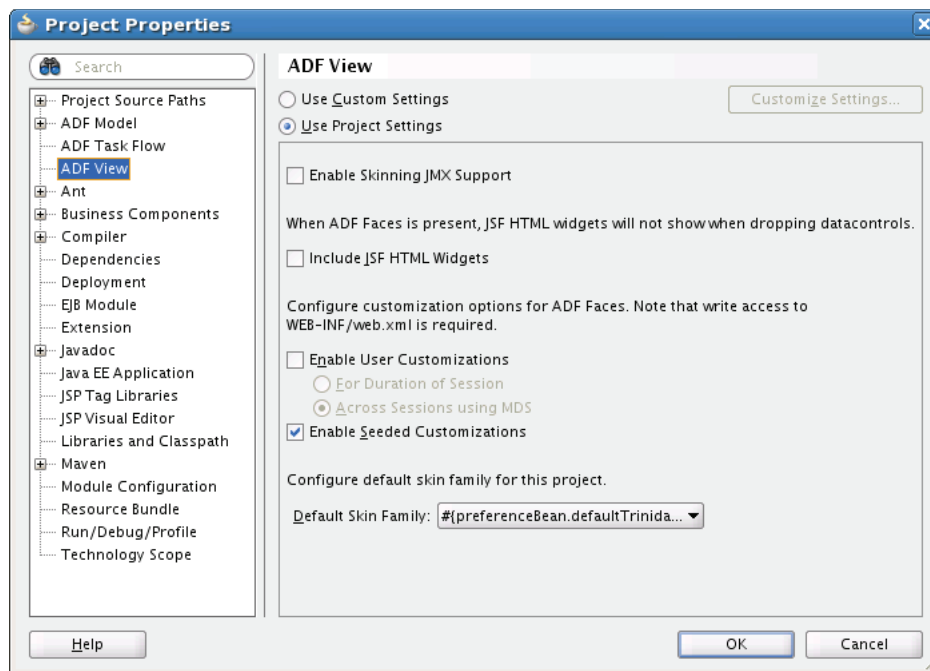 Project Properties
Search
Project Source Paths
ADF Model
ADF Task Flow
ADF View
Ant
Business Components
Compiler
Dependencies
Deployment
EJB Module
Extension
Javadoc
Java EE Application
JSP Tag Libraries
JSP Visual Editor
Libraries and Classpath
Maven
Module Configuration
Resource Bundle
Run/Debug/Profile
Technology Scope
ADF View
Use Custom Settings
Customize Settings...
Use Project Settings
Enable Skinning JMX Support
When ADF Faces is present, JSF HTML widgets will not show when dropping datacontrols.
Include JSF HTML Widgets
Configure customization options for ADF Faces. Note that write access to
WEB-INF/web.xml is required.
Enable User Customizations
For Duration of Session
Across Sessions using MDS
Enable Seeded Customizations
Configure default skin family for this project.
Default Skin Family: #{preferenceBean.defaultTrinida...
Help
OK
Cancel